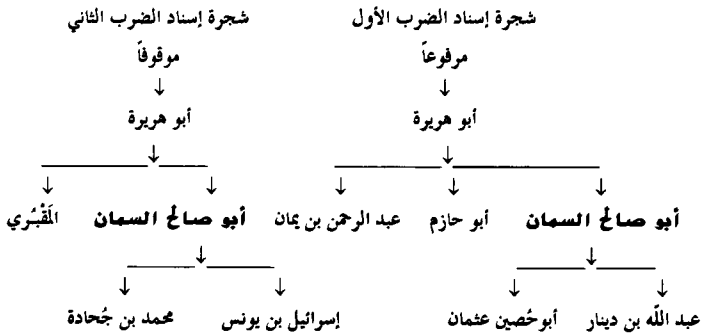 شجرة إسناد الضرب الأول
مرفوعاً
أبو هريرة
أبو صالح السمان
أبو حازم
عبد الرحمن بن يمان
عبد اللّه بن دينار
أبو حُصين عثمان
شجرة إسناد الضرب الثاني
موقوفاً
أبو هريرة
أبو صالح السمان
المَقْبُري
إسرائيل بن يونس
محمد بن جُحادة